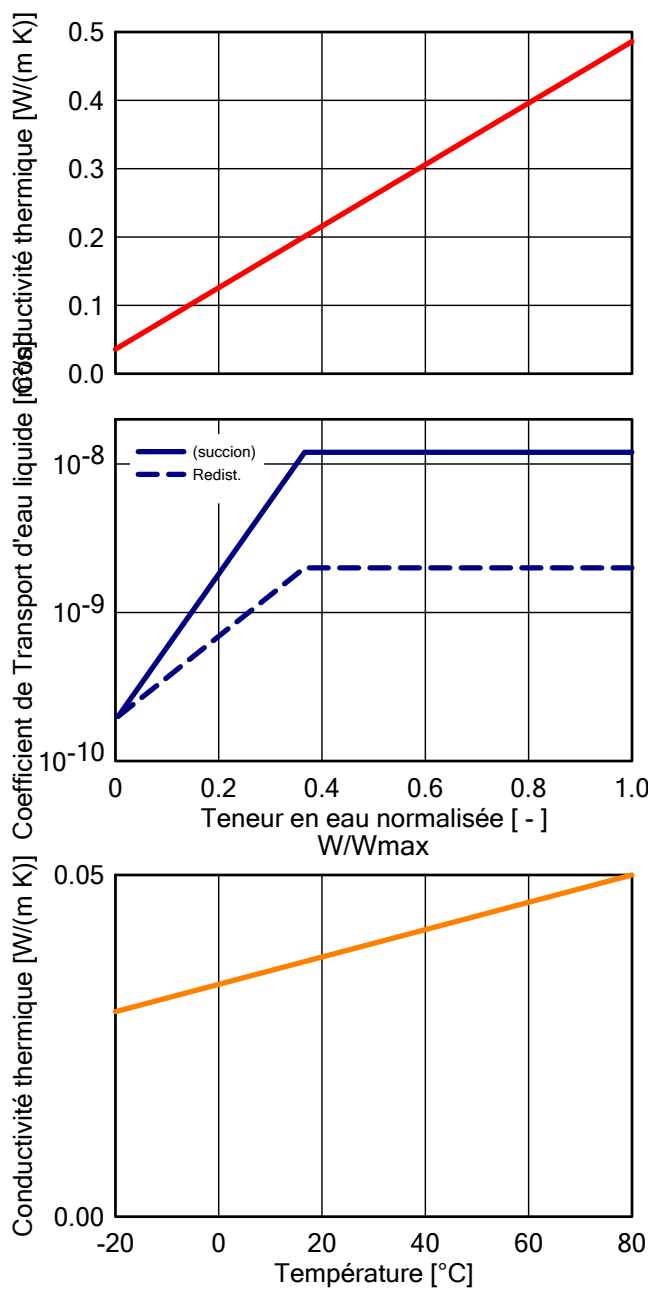 Conductivité thermique [W/(m K)]
0.5
0.4
0.3
0.2
0.1
0.0
Coefficient de Transport d'eau liquide [m²/s]
(succion)
Redist.
10-8
10-9
10-10
0 0.2 0.4 0.6 0.8 1.0
Teneur en eau normalisée [ - ]
W/Wmax
Conductivité thermique [W/(m K)]
0.05
0.00
-20 0 20 40 60 80
Température [°C]